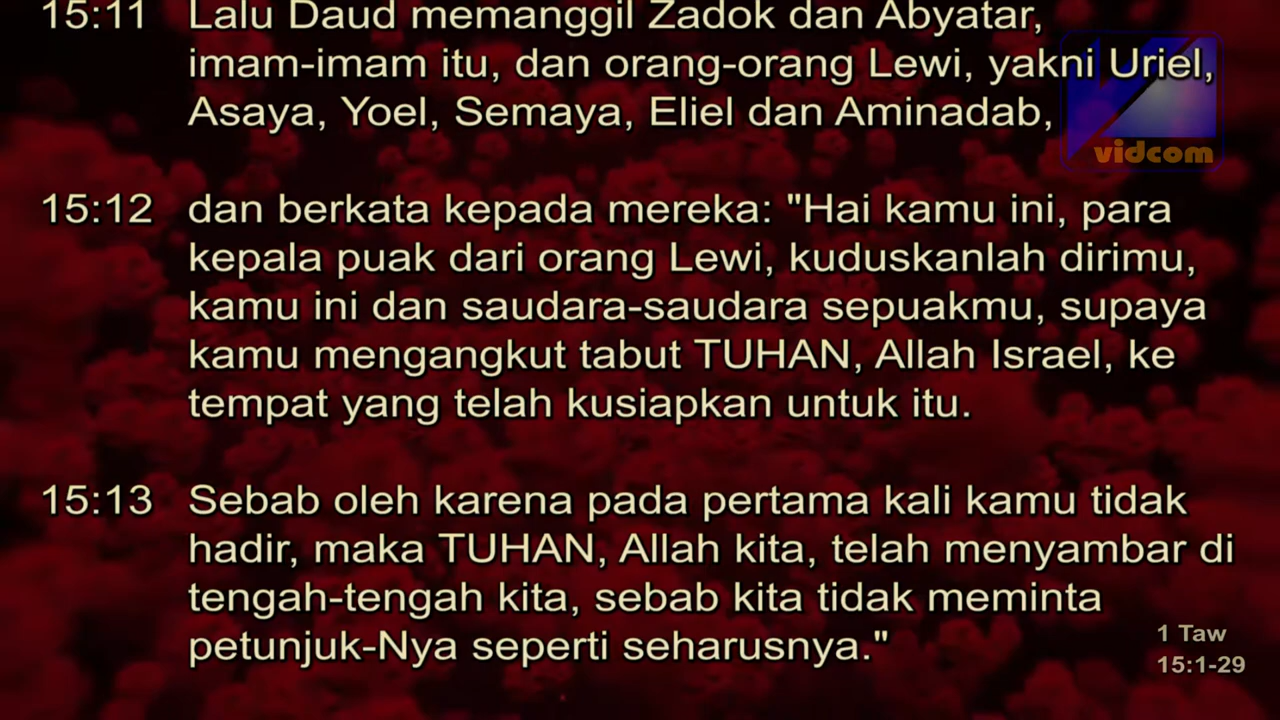 15:11 Lalu Daud memanggil Zadok dan Abyatar,
imam-imam itu, dan orang-orang Lewi, yakni Uriel,
Asaya, Yoel, Semaya, Eliel dan Aminadab,
vidcom
15:12 dan berkata kepada mereka: "Hai kamu ini, para
kepala puak dari orang Lewi, kuduskanlah dirimu,
kamu ini dan saudara-saudara sepuakmu, supaya
kamu mengangkut tabut TUHAN, Allah Israel, ke
tempat yang telah kusiapkan untuk itu.
15:13 Sebab oleh karena pada pertama kali kamu tidak
hadir, maka TUHAN, Allah kita, telah menyambar di
tengah-tengah kita, sebab kita tidak meminta
petunjuk-Nya seperti seharusnya."
1 Taw
15:1-29